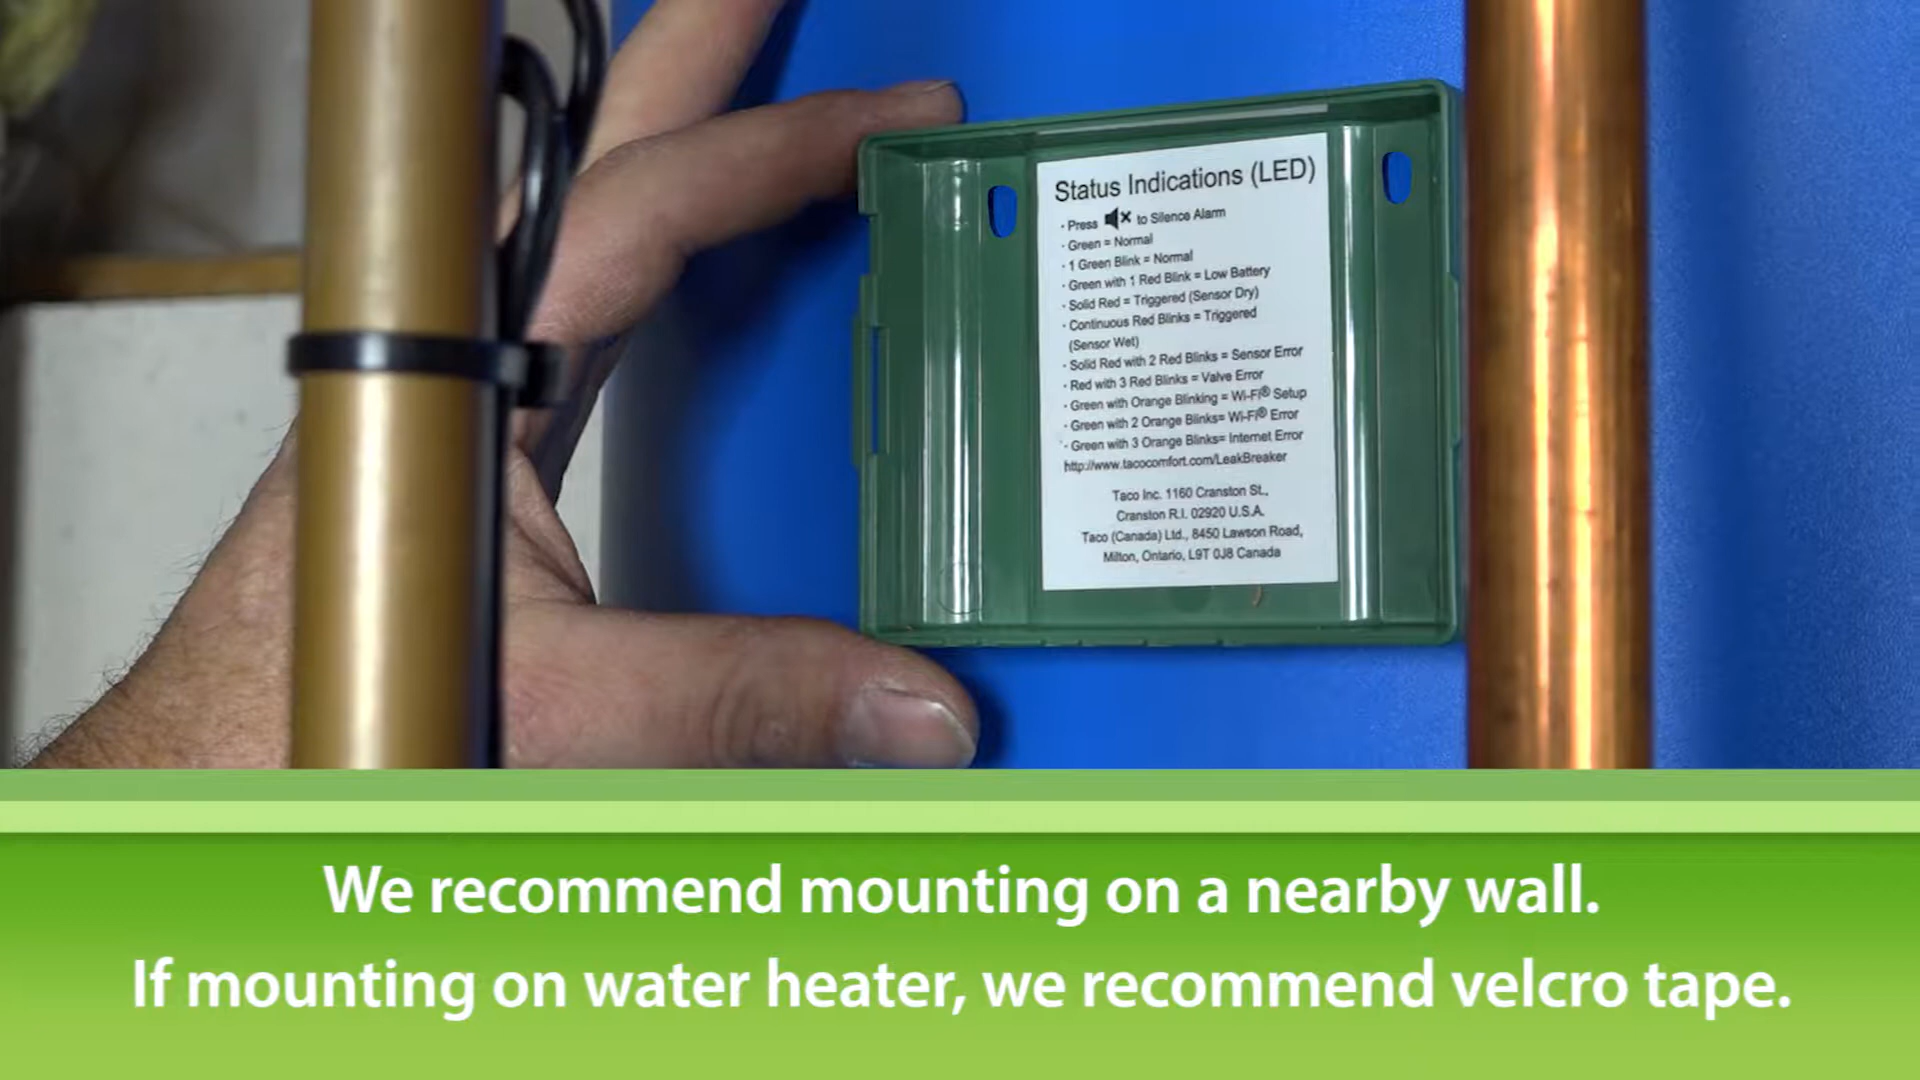 Status Indications (LED)
· Press to Silence Alarm
· Green = Normal
· 1 Green Blink = Normal
· Green with 1 Red Blink = Low Battery
· Solid Red = Triggered (Sensor Dry)
· Continuous Red Blinks = Triggered
(Sensor Wet)
· Solid Red with 2 Red Blinks = Sensor Error
· Red with 3 Red Blinks = Valve Error
· Green with Orange Blinking = Wi-Fi® Setup
· Green with 2 Orange Blinks= Wi-Fi® Error
· Green with 3 Orange Blinks= Internet Error
http://www.tacocomfort.com/LeakBreaker
Taco Inc. 1160 Cranston St.,
Cranston R.I. 02920 U.S.A.
Taco (Canada) Ltd., 8450 Lawson Road,
Milton, Ontario, L9T 0J8 Canada
We recommend mounting on a nearby wall.
If mounting on water heater, we recommend velcro tape.